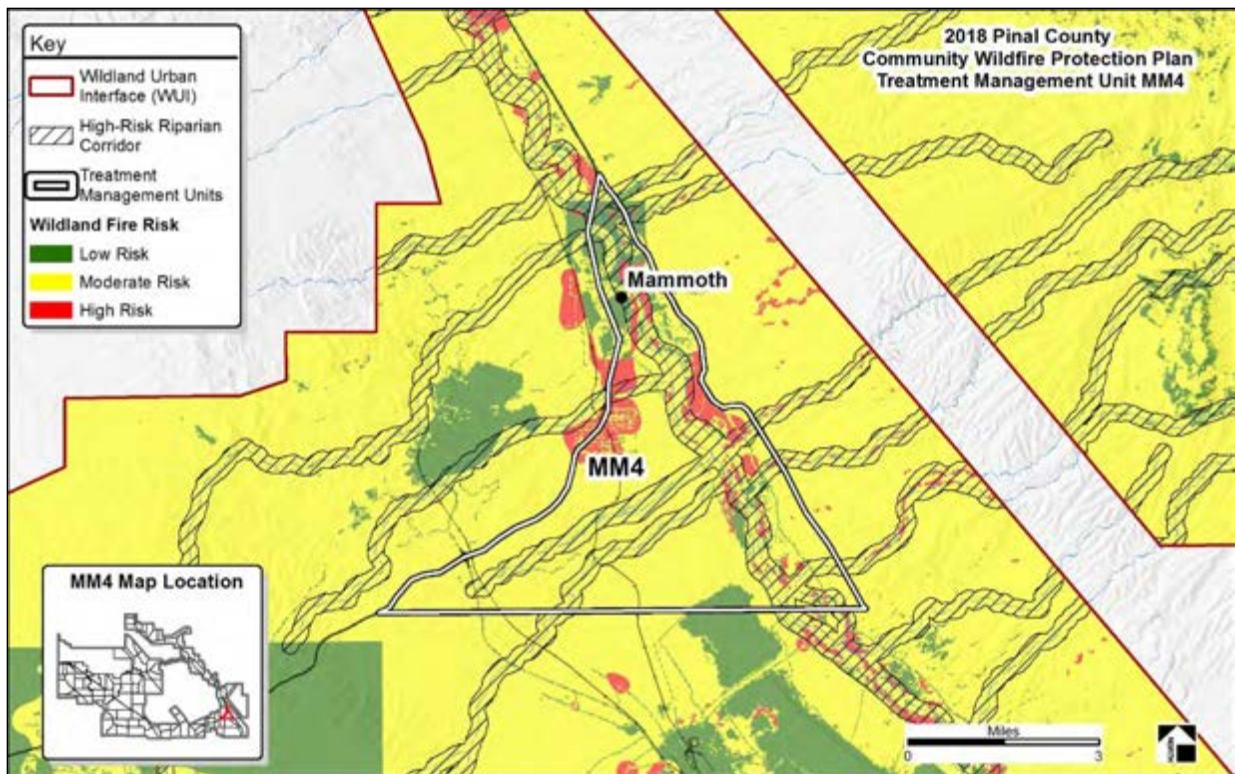 2018 Pinal County
Community Wildfire Protection Plan
Treatment Management Unit MM4
Key
Wildland Urban
Interface (WUI)
High-Risk Riparian
Corridor
Treatment
Management Units
Wildland Fire Risk
Low Risk
Moderate Risk
High Risk
Mammoth
MM4
MM4 Map Location
Miles
0
3